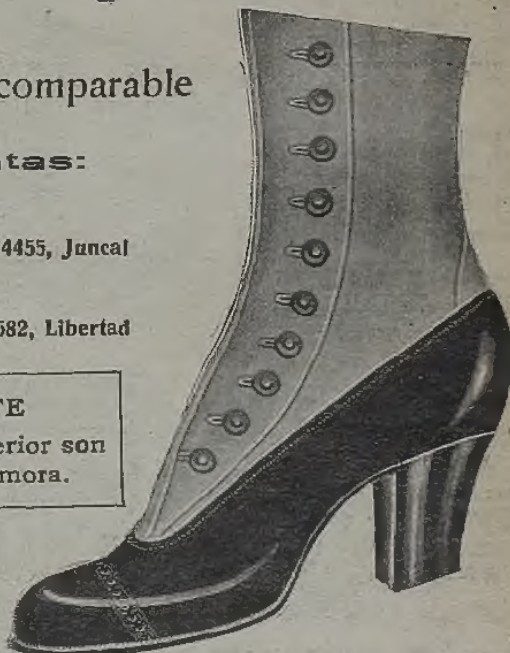 comparable
tas:
4455, Juncal
582, Libertad
TE
erior son
mora.